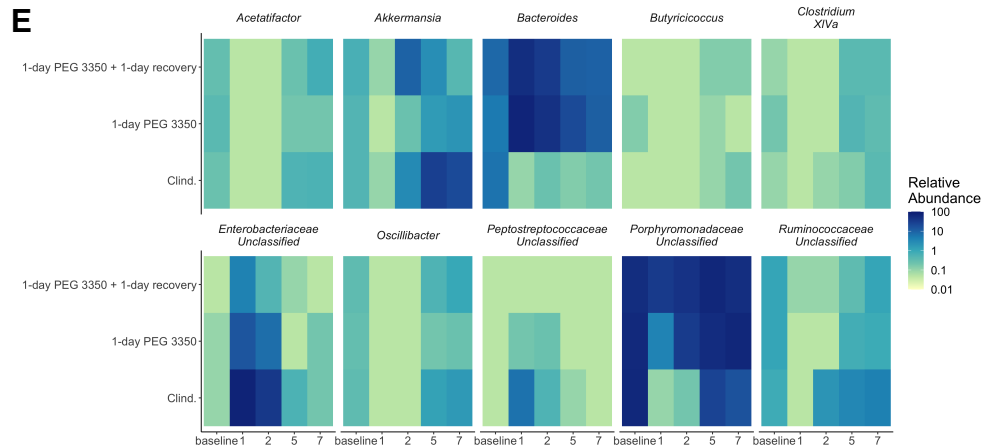 E
Acetatifactor
Akkermansia
Bacteroides
Butyricicoccus
Clostridium
XIVa
1-day PEG 3350 + 1-day recovery
1-day PEG 3350
Clind.
Relative
Abundance
100
10
1
0.1
0.01
Enterobacteriaceae
Unclassified
Oscillibacter
Peptostreptococcaceae
Unclassified
Porphyromonadaceae
Unclassified
Ruminococcaceae
Unclassified
1-day PEG 3350 + 1-day recovery
1-day PEG 3350
Clind.
baseline 1 2 5 7
baseline 1 2 5 7
baseline 1 2 5 7
baseline 1 2 5 7
baseline 1 2 5 7